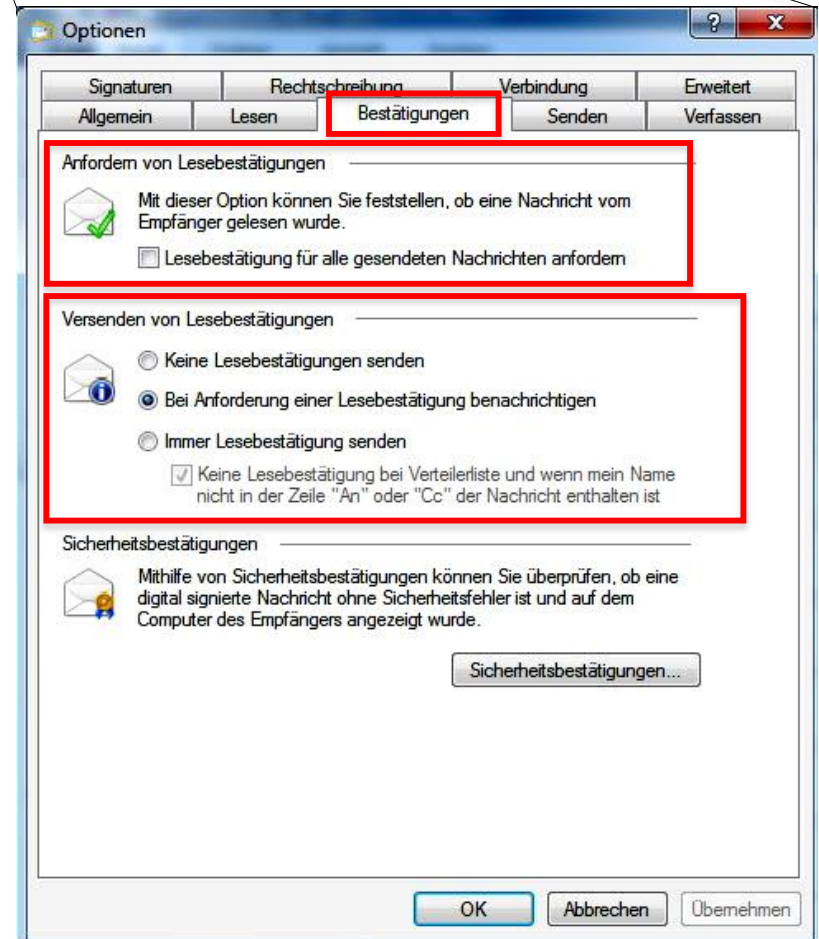 Optionen
Signaturen Rechtschreibung Verbindung Erweitert
Allgemein Lesen Bestätigungen Senden Verfassen
Anfordern von Lesebestätigungen
Mit dieser Option können Sie feststellen, ob eine Nachricht vom
Empfänger gelesen wurde.
Lesebestätigung für alle gesendeten Nachrichten anfordern
Versenden von Lesebestätigungen
Keine Lesebestätigungen senden
Bei Anforderung einer Lesebestätigung benachrichtigen
Immer Lesebestätigung senden
Keine Lesebestätigung bei Verteilerliste und wenn mein Name
nicht in der Zeile "An" oder "Cc" der Nachricht enthalten ist
Sicherheitsbestätigungen
Mithilfe von Sicherheitsbestätigungen können Sie überprüfen, ob eine
digital signierte Nachricht ohne Sicherheitsfehler ist und auf dem
Computer des Empfängers angezeigt wurde.
Sicherheitsbestätigungen...
OK Abbrechen Übernehmen